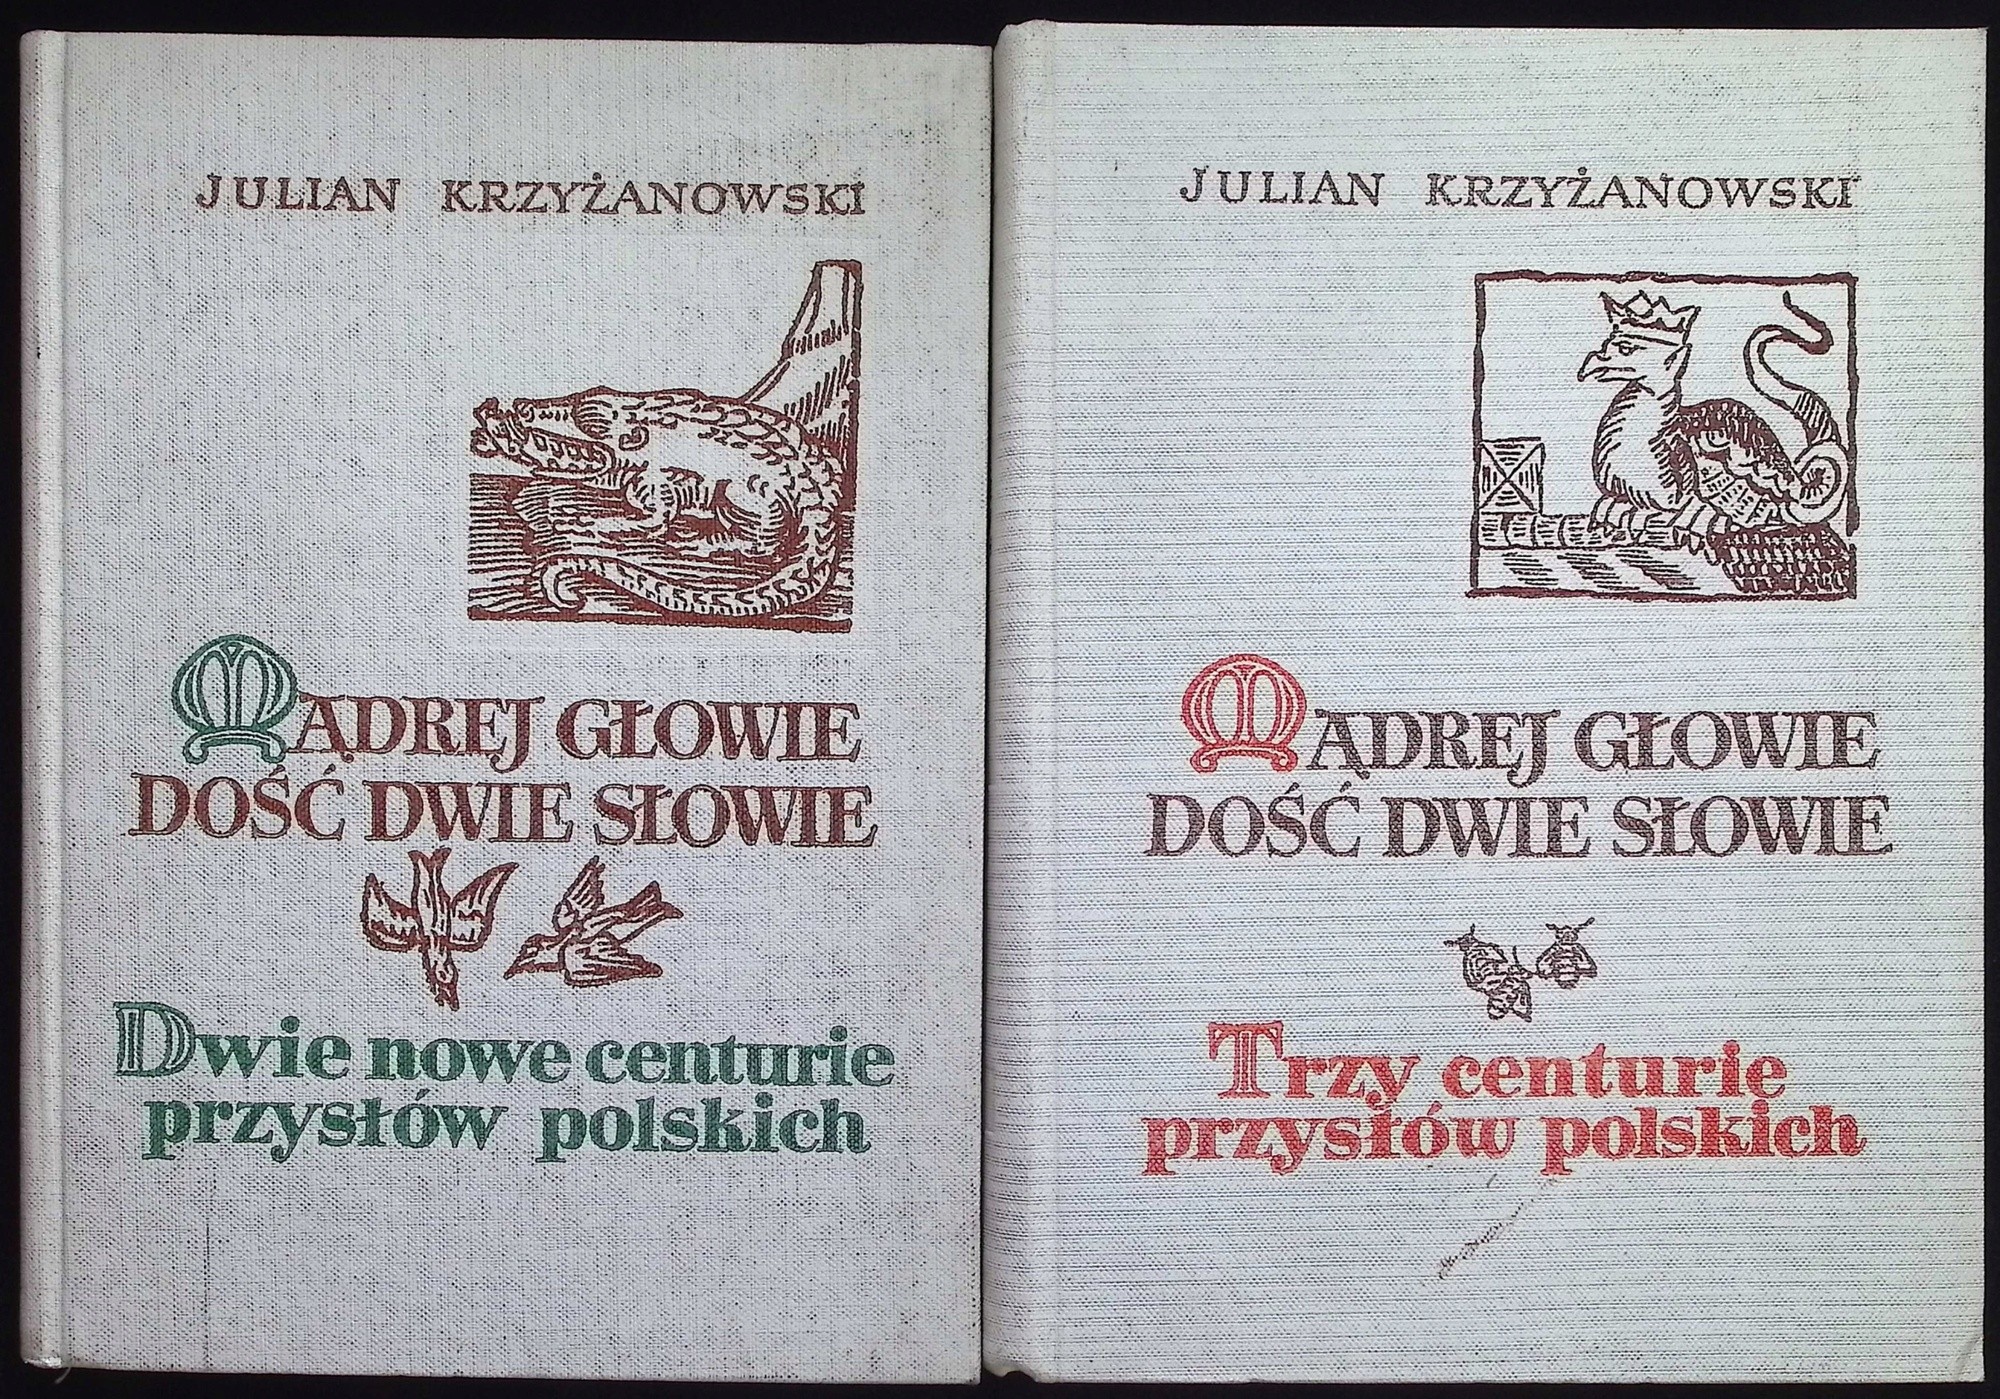 JULIAN KRZYŻANOWSKI
MĄDREJ GŁOWIE
DOŚĆ DWIE SŁOWIE
Dwie nowe centurie
przysłów polskich
JULIAN KRZYŻANOWSKI
MĄDREJ GŁOWIE
DOŚĆ DWIE SŁOWIE
Trzy centurie
przysłów polskich